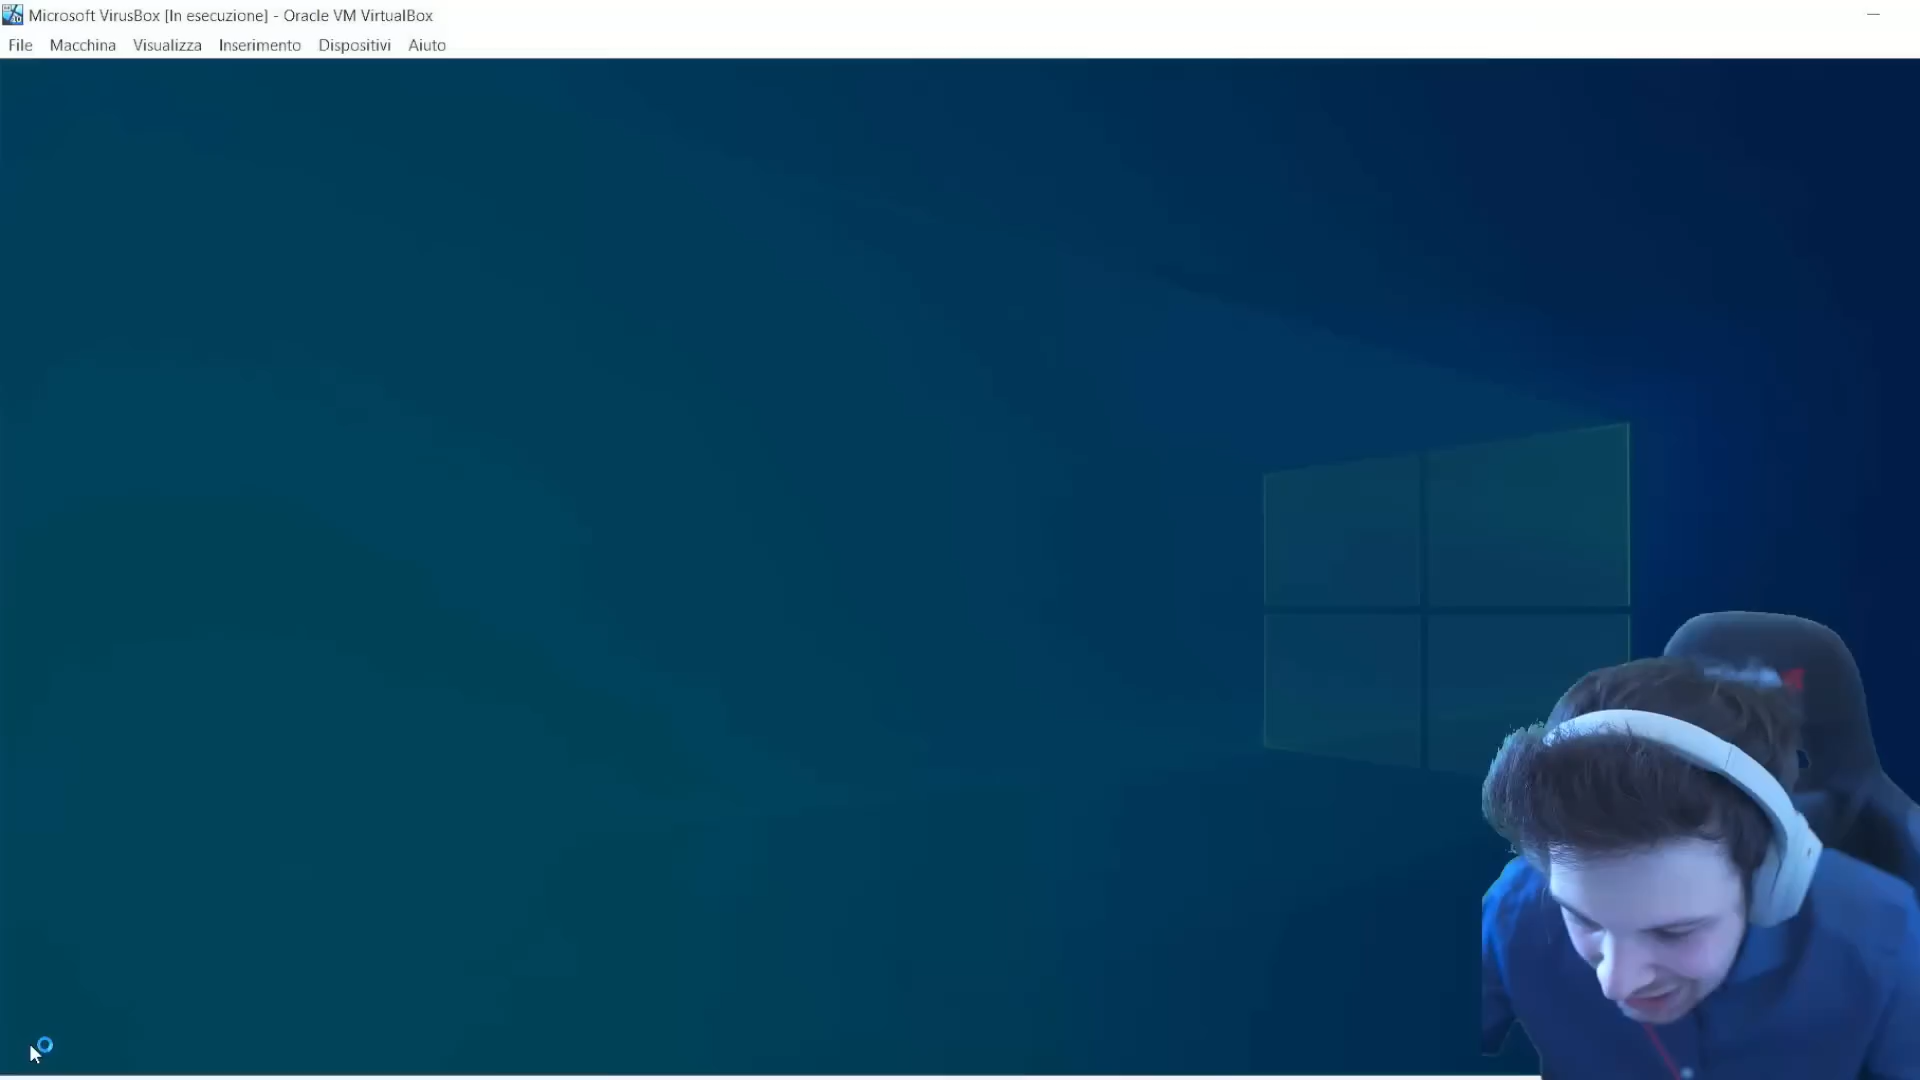 Microsoft VirusBox [In esecuzione] - Oracle VM VirtualBox
File Macchina Visualizza Inserimento Dispositivi Aiuto